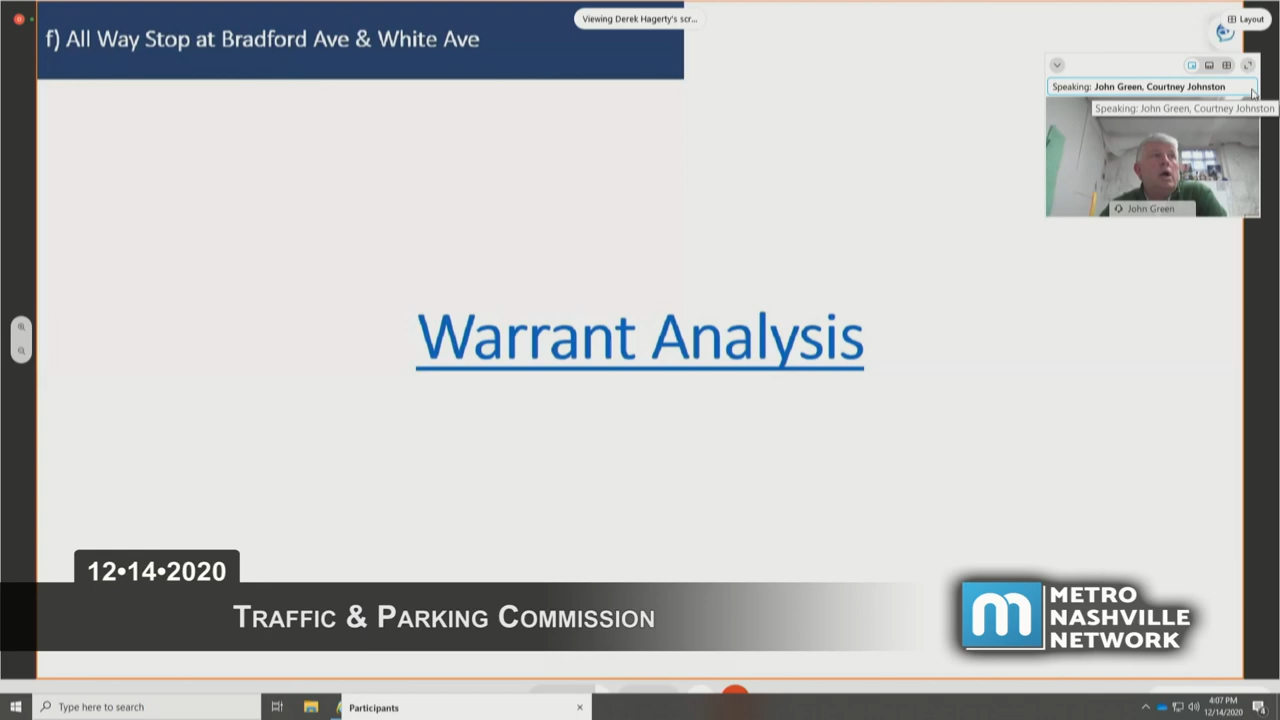 Viewing Derek Hagerty's scr...
Layout
f) All Way Stop at Bradford Ave & White Ave
Speaking: John Green, Courtney Johnston
Speaking: John Green, Courtney Johnston
John Green
Warrant Analysis
12•14•2020
Traffic & Parking Commission
m
METRO
NASHVILLE
NETWORK
Type here to search
Participants
4:07 PM
12/14/2020
4